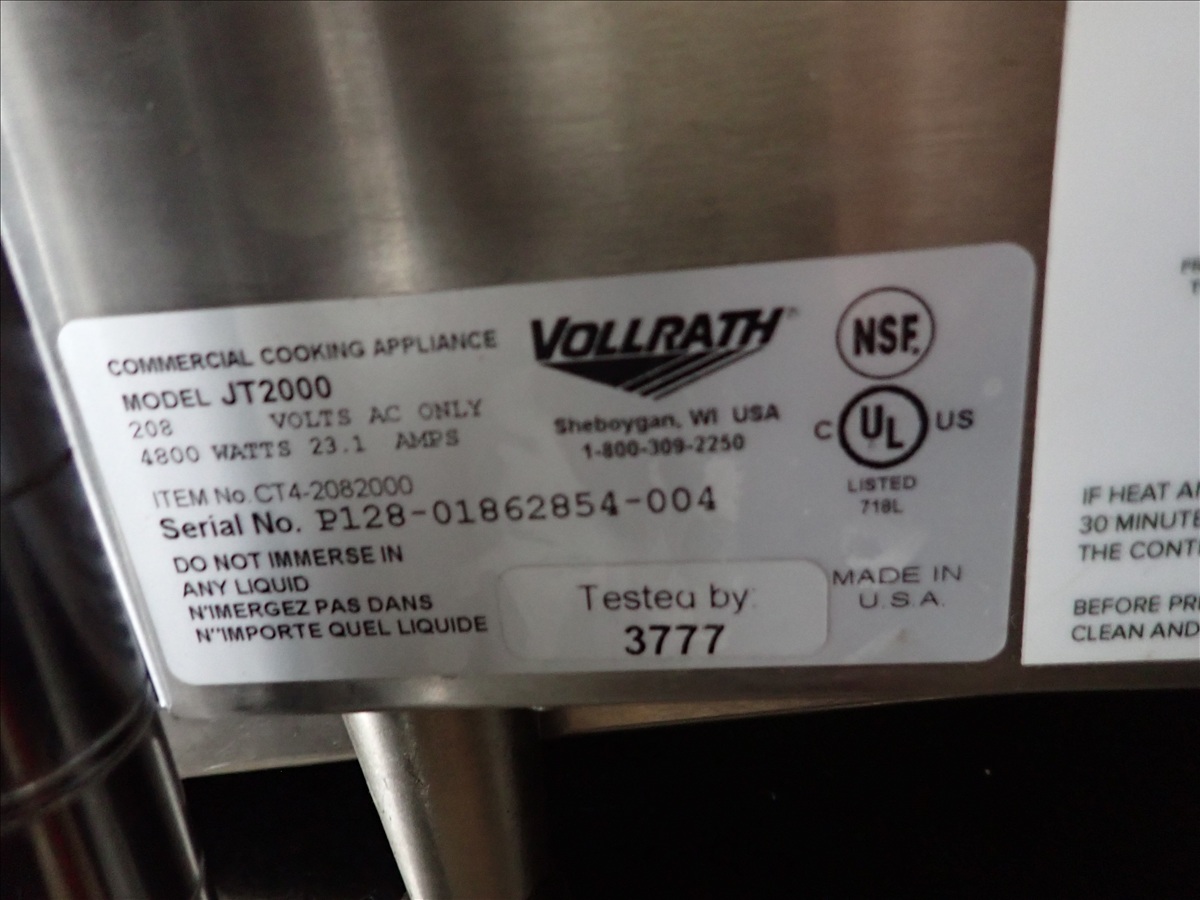 COMMERCIAL COOKING APPLIANCE
MODEL JT2000
208 VOLTS AC ONLY
4800 WATTS 23.1 AMPS
ITEM No. CT4-2082000
Serial No. P128-01862854-004
DO NOT IMMERSE IN
ANY LIQUID
N'IMERGEZ PAS DANS
N''IMPORTE QUEL LIQUIDE
VOLLRATH®
Sheboygan, WI USA
1-800-309-2250
NSF.
C UL US
LISTED
718L
Tested by:
3777
MADE IN
U.S.A.
IF HEAT
30 MINUTE
THE
BEFORE
CLEAN AND